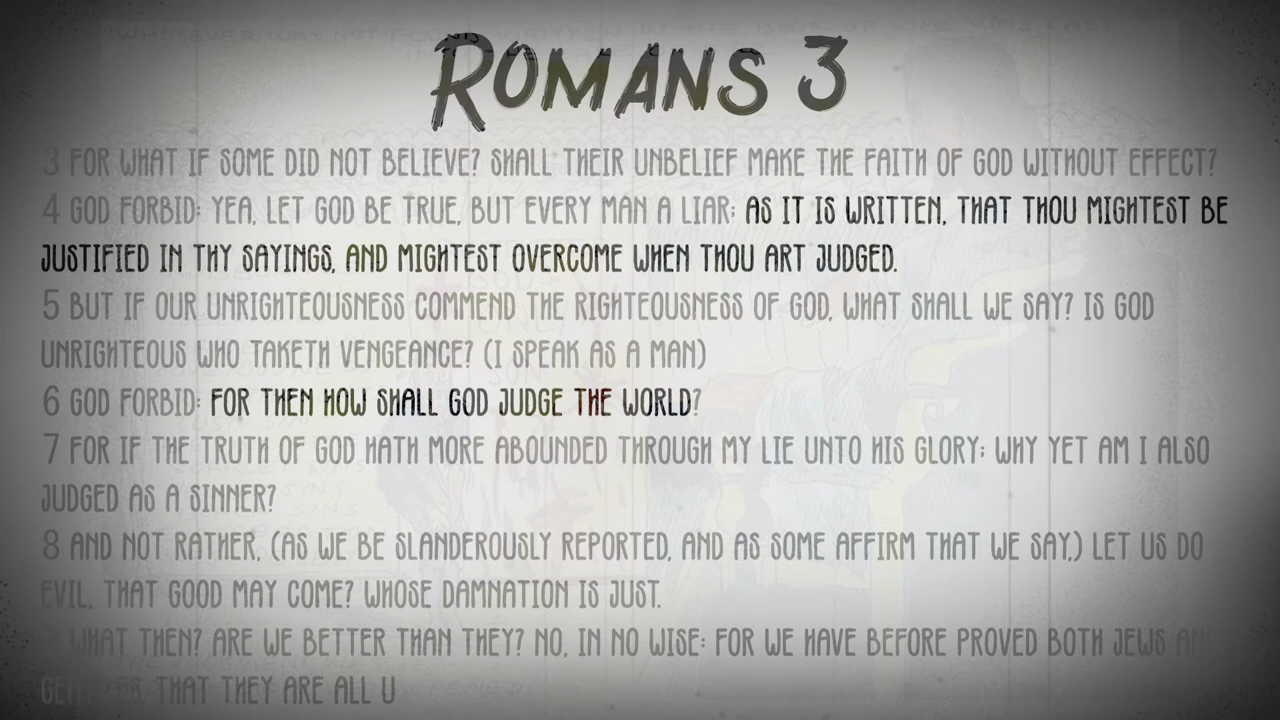 ROMANS 3
3 FOR WHAT IF SOME DID NOT BELIEVE? SHALL THEIR UNBELIEF MAKE THE FAITH OF GOD WITHOUT EFFECT?
4 GOD FORBID: YEA, LET GOD BE TRUE, BUT EVERY MAN A LIAR; AS IT IS WRITTEN, THAT THOU MIGHTEST BE
JUSTIFIED IN THY SAYINGS, AND MIGHTEST OVERCOME WHEN THOU ART JUDGED.
5 BUT IF OUR UNRIGHTEOUSNESS COMMEND THE RIGHTEOUSNESS OF GOD, WHAT SHALL WE SAY? IS GOD
UNRIGHTEOUS WHO TAKETH VENGEANCE? (I SPEAK AS A MAN)
6 GOD FORBID: FOR THEN HOW SHALL GOD JUDGE THE WORLD?
7 FOR IF THE TRUTH OF GOD HATH MORE ABOUNDED THROUGH MY LIE UNTO HIS GLORY; WHY YET AM I ALSO
JUDGED AS A SINNER?
8 AND NOT RATHER, (AS WE BE SLANDEROUSLY REPORTED, AND AS SOME AFFIRM THAT WE SAY,) LET US DO
EVIL, THAT GOOD MAY COME? WHOSE DAMNATION IS JUST.
WHAT THEN? ARE WE BETTER THAN THEY? NO, IN NO WISE: FOR WE HAVE BEFORE PROVED BOTH JEWS AND
THAT THEY ARE ALL U